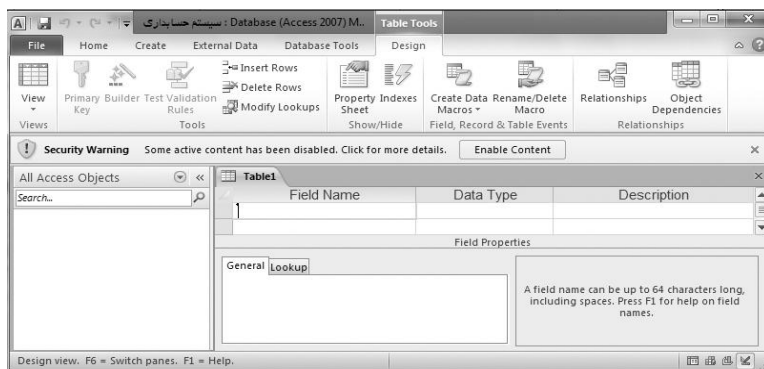 سیستم حسابداری : Database (Access 2007) M.. Table Tools
File Home Create External Data Database Tools Design
View
Views
Primary Key
Builder
Test Validation Rules
Insert Rows
Delete Rows
Modify Lookups
Tools
Property Sheet
Indexes
Show/Hide
Create Data Macros
Rename/Delete Macro
Field, Record & Table Events
Relationships
Object Dependencies
Relationships
Security Warning Some active content has been disabled. Click for more details. Enable Content
All Access Objects
Search...
Table1
Field Name Data Type Description
Field Properties
General Lookup
A field name can be up to 64 characters long,
including spaces. Press F1 for help on field
names.
Design view. F6 = Switch panes. F1 = Help.